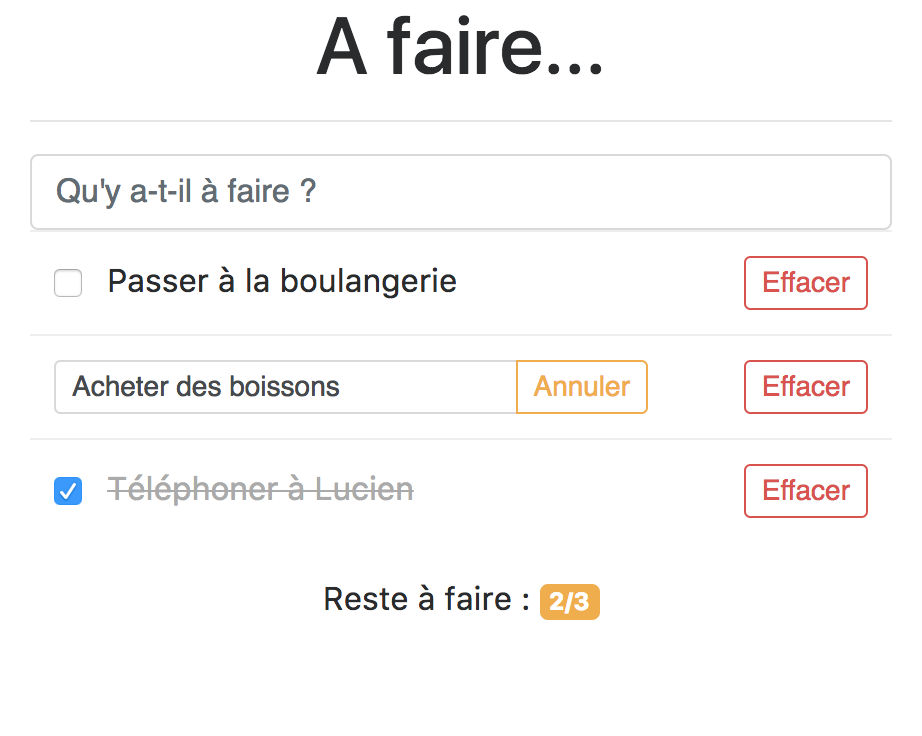 A faire...
Qu'y a-t-il à faire ?
Passer à la boulangerie Effacer
Acheter des boissons Annuler Effacer
Téléphoner à Lucien Effacer
Reste à faire : 2/3